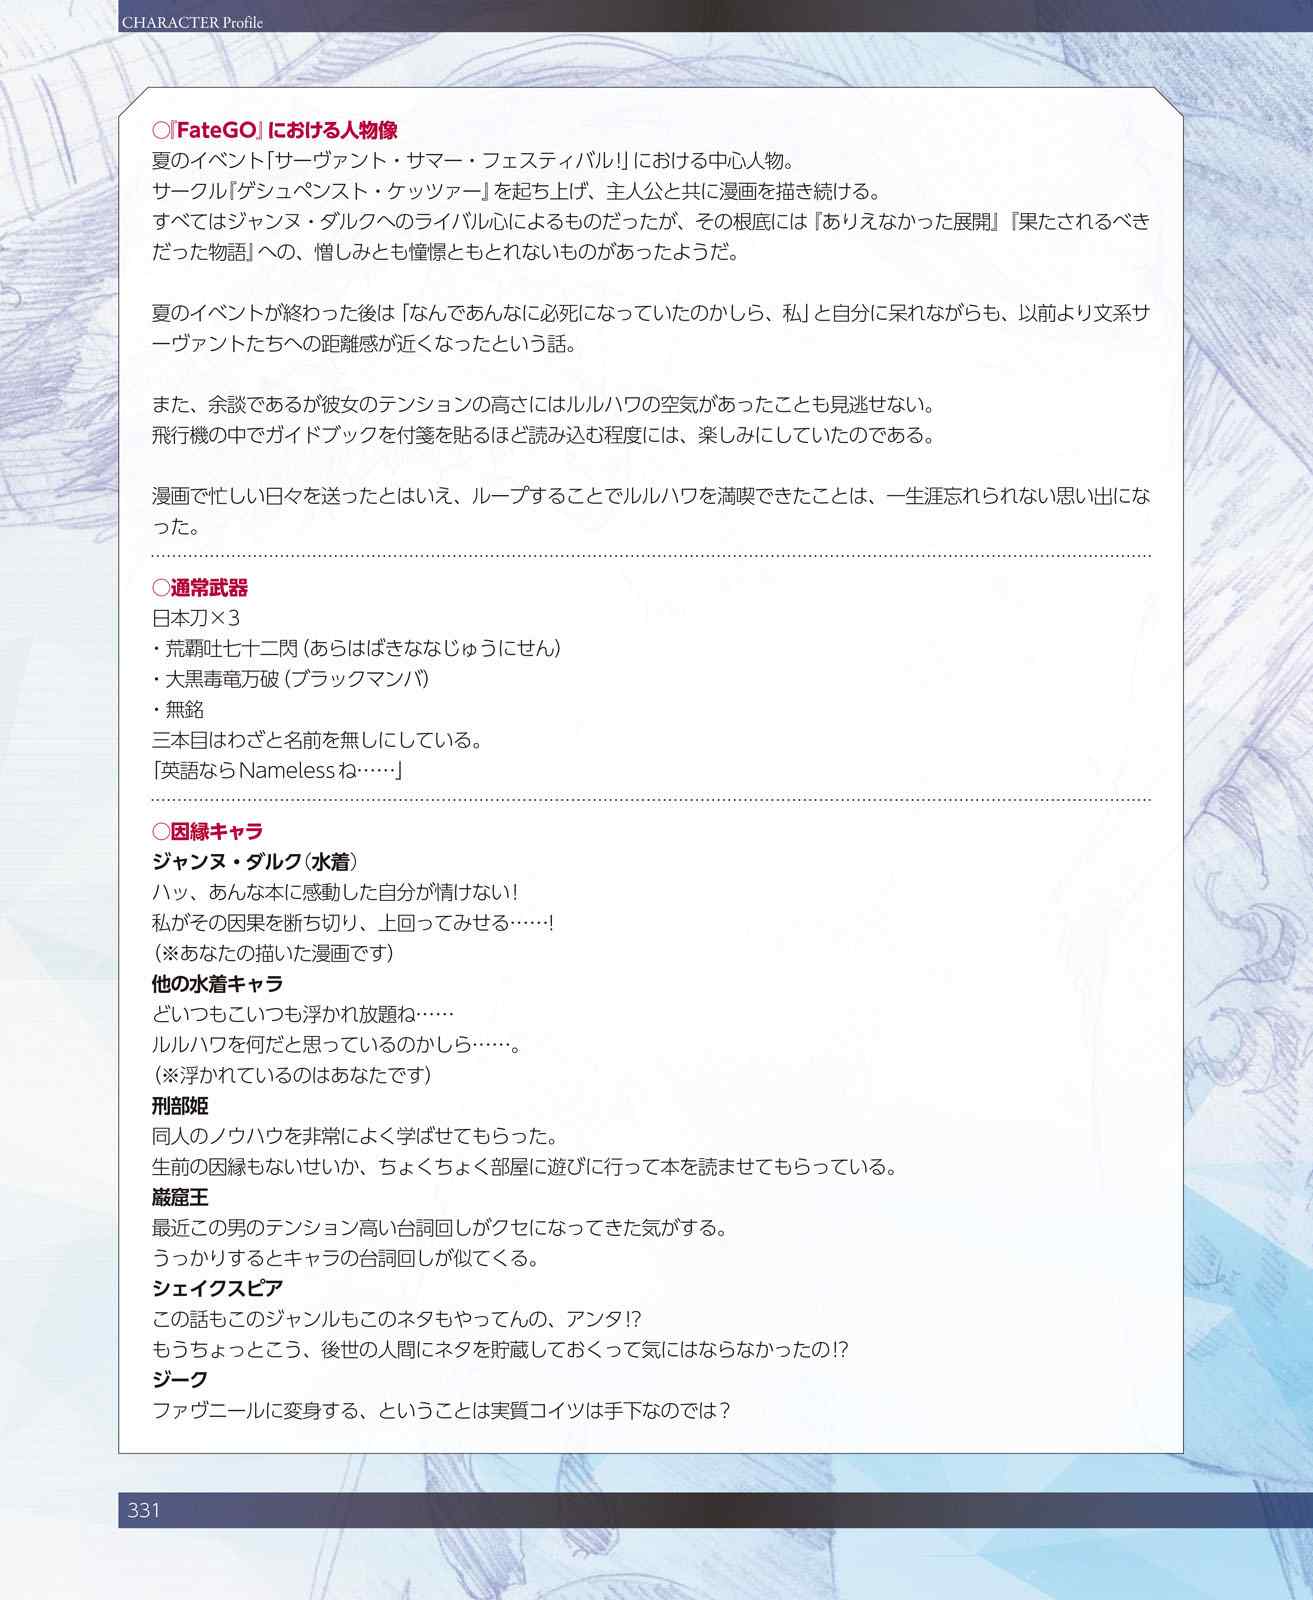 CHARACTER Profile
○『FateGO』における人物像
夏のイベント「サーヴァント・サマー・フェスティバル！」における中心人物。
サークル『ゲシュペンスト・ケッツァー』を起ち上げ、主人公と共に漫画を描き続ける。
すべてはジャンヌ・ダルクへのライバル心によるものだったが、その根底には『ありえなかった展開』『果たされるべき
だった物語』への、憎しみとも憧憬ともとれないものがあったようだ。
夏のイベントが終わった後は「なんであんなに必死になっていたのかしら、私」と自分に呆れながらも、以前より文系サ
ーヴァントたちへの距離感が近くなったという話。
また、余談であるが彼女のテンションの高さにはルルハワの空気があったことも見逃せない。
飛行機の中でガイドブックを付箋を貼るほど読み込む程度には、楽しみにしていたのである。
漫画で忙しい日々を送ったとはいえ、ループすることでルルハワを満喫できたことは、一生涯忘れられない思い出にな
った。
○通常武器
日本刀×3
・荒覇吐七十二閃（あらはばきななじゅうにせん）
・大黒毒竜万破（ブラックマンバ）
・無銘
三本目はわざと名前を無しにしている。
「英語ならNamelessね……」
○因縁キャラ
ジャンヌ・ダルク（水着）
ハッ、あんな本に感動した自分が情けない！
私がその因果を断ち切り、上回ってみせる……！
（※あなたの描いた漫画です）
他の水着キャラ
どいつもこいつも浮かれ放題ね……
ルルハワを何だと思っているのかしら……。
（※浮かれているのはあなたです）
刑部姫
同人のノウハウを非常によく学ばせてもらった。
生前の因縁もないせいか、ちょくちょく部屋に遊びに行って本を読ませてもらっている。
巌窟王
最近この男のテンション高い台詞回しがクセになってきた気がする。
うっかりするとキャラの台詞回しが似てくる。
シェイクスピア
この話もこのジャンルもこのネタもやってんの、アンタ!?
もうちょっとこう、後世の人間にネタを貯蔵しておくって気にはならなかったの!?
ジーク
ファヴニールに変身する、ということは実質コイツは手下なのでは？
331